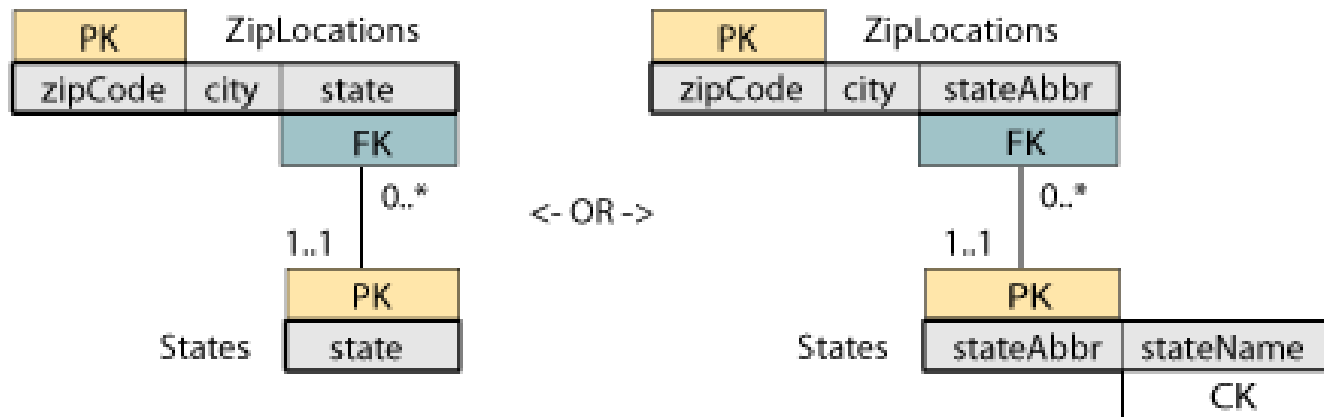 PK ZipLocations
zipCode city state
FK
0..*
1..1
PK
States state
<- OR ->
PK ZipLocations
zipCode city stateAbbr
FK
0..*
1..1
PK
States stateAbbr stateName
CK